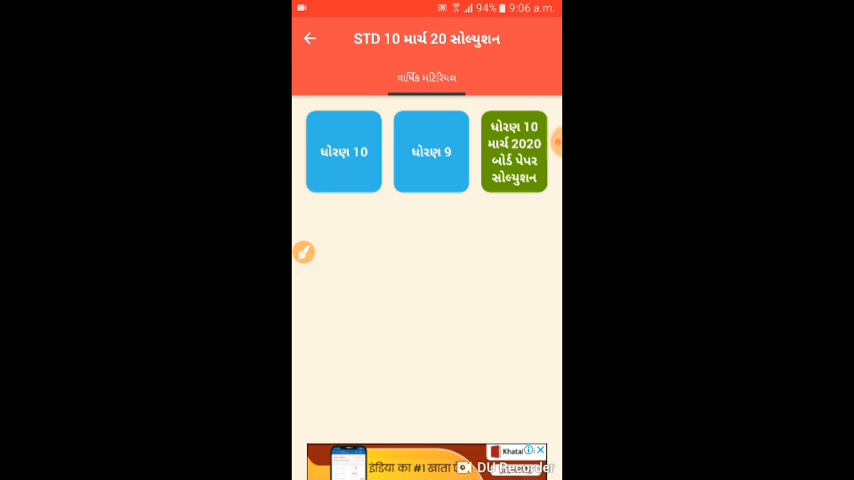 94% 9:06 a.m.
STD 10 માર્ચ 20 સોલ્યુશન
વાર્ષિક મટિરિયલ
ધોરણ 10
ધોરણ 9
ધોરણ 10
માર્ચ 2020
બોર્ડ પેપર
સોલ્યુશન
Khata
इंडिया का #1 खाता
DU Recorder